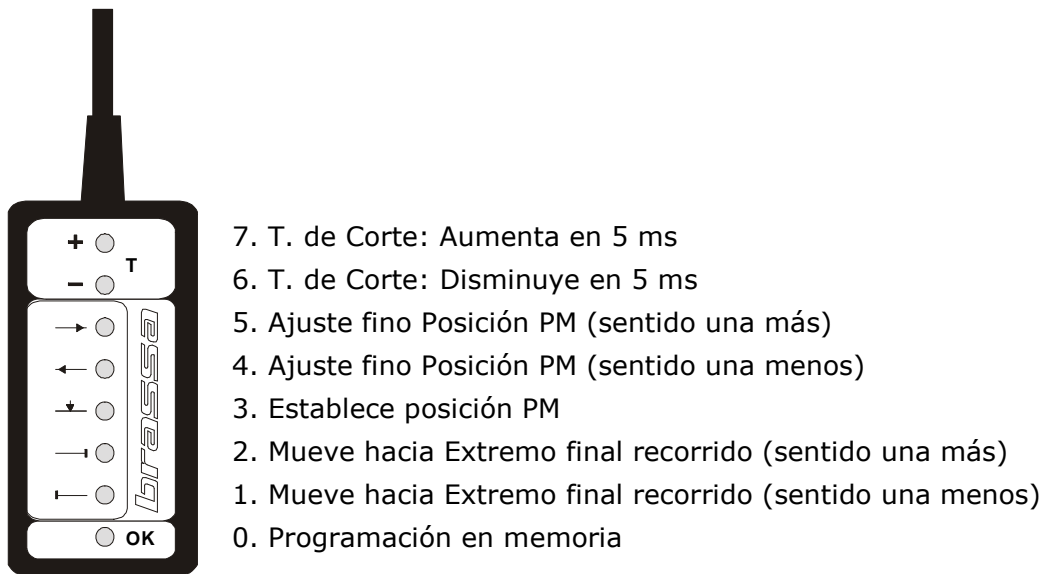 +
T
−
brassa
OK
7. T. de Corte: Aumenta en 5 ms
6. T. de Corte: Disminuye en 5 ms
5. Ajuste fino Posición PM (sentido una más)
4. Ajuste fino Posición PM (sentido una menos)
3. Establece posición PM
2. Mueve hacia Extremo final recorrido (sentido una más)
1. Mueve hacia Extremo final recorrido (sentido una menos)
0. Programación en memoria